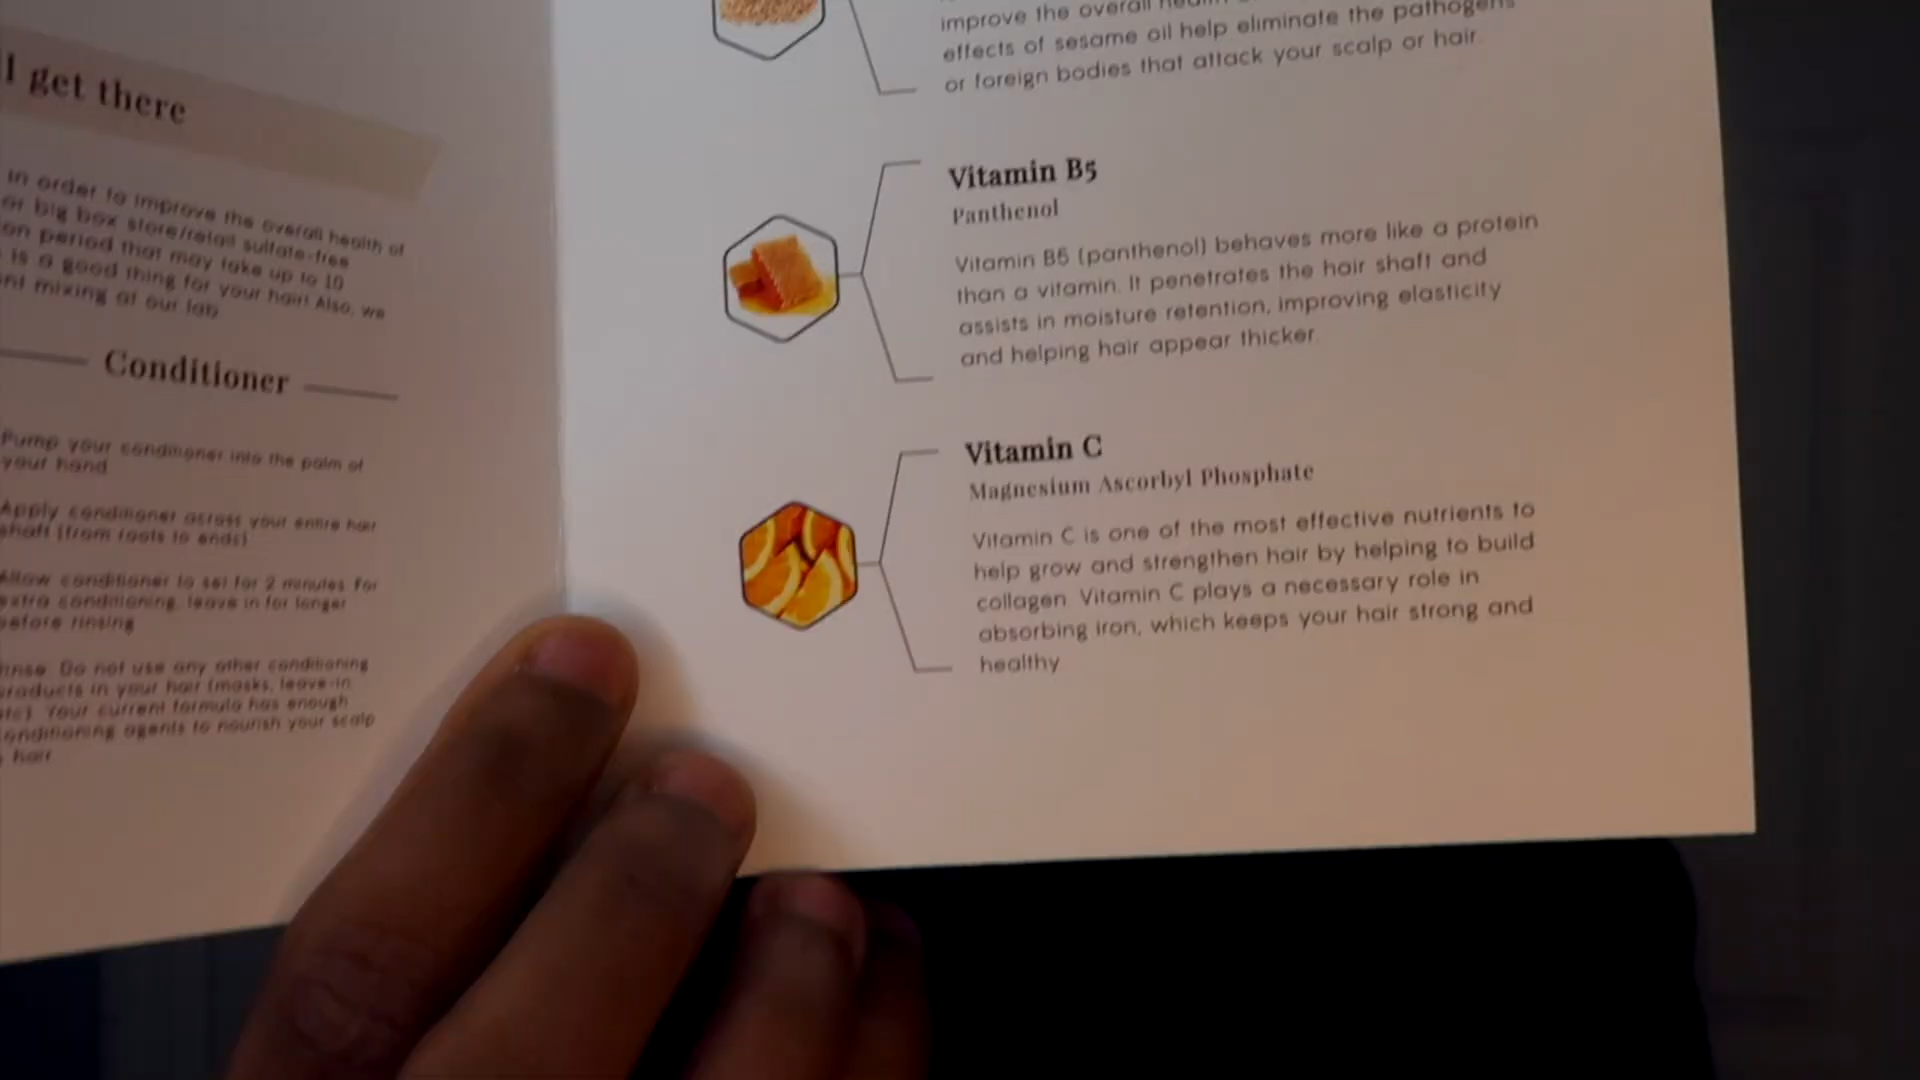 get there
in order to improve the overall health of
or big box store/retail sulfate-free
on period that may take up to 10
is a good thing for your hair! Also, we
mixing at our lab
Conditioner
Pump your conditioner into the palm of
your hand
Apply conditioner across your entire hair
shaft (from roots to ends)
Allow conditioner to set for 2 minutes. For
extra conditioning, leave in for longer
before rinsing
Do not use any other conditioning
products in your hair (masks, leave-in
Your current formula has enough
conditioning agents to nourish your scalp
hair
improve the overall
effects of sesame oil help eliminate the pathogens
or foreign bodies that attack your scalp or hair.
Vitamin B5
Panthenol
Vitamin B5 (panthenol) behaves more like a protein
than a vitamin. It penetrates the hair shaft and
assists in moisture retention, improving elasticity
and helping hair appear thicker.
Vitamin C
Magnesium Ascorbyl Phosphate
Vitamin C is one of the most effective nutrients to
help grow and strengthen hair by helping to build
collagen. Vitamin C plays a necessary role in
absorbing iron, which keeps your hair strong and
healthy